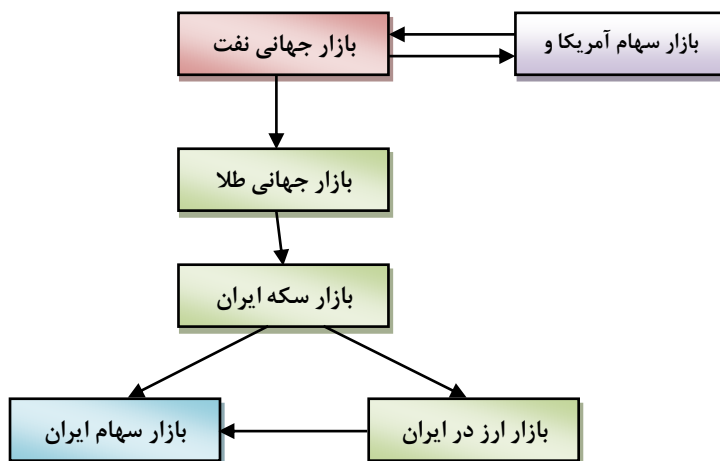 بازار جهانی نفت
بازار سهام آمریکا و
بازار جهانی طلا
بازار سکه ایران
بازار ارز در ایران
بازار سهام ایران